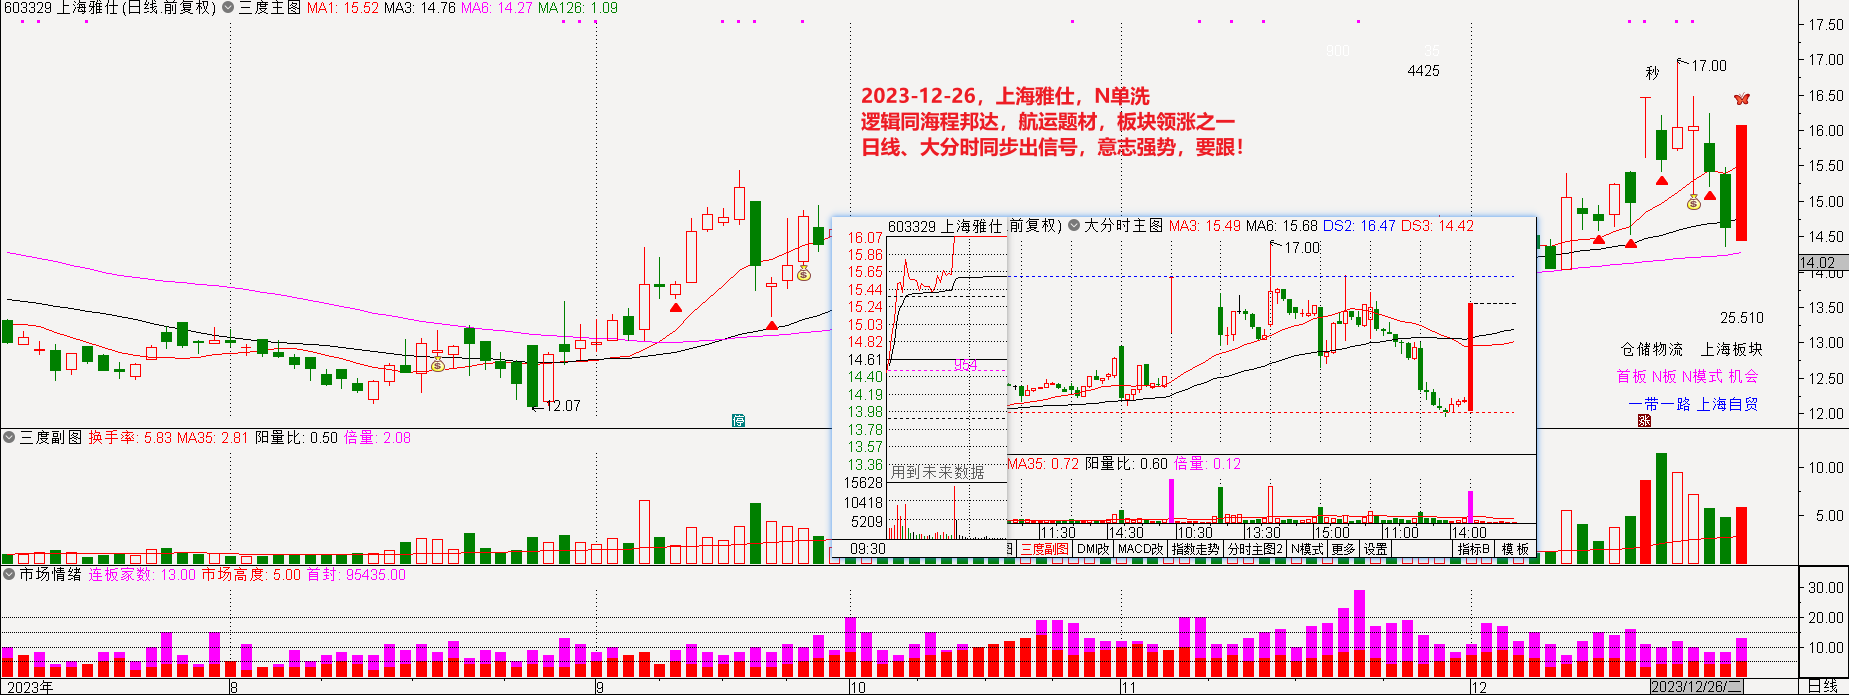 603329 上海雅仕(日线.前复权) 三度主图 MA1: 15.52 MA3: 14.76 MA6: 14.27 MA126: 1.09
17.50
900 35
17.00
4425
秒
17.00
16.50
2023-12-26，上海雅仕，N单洗
逻辑同海程邦达，航运题材，板块领涨之一
日线、大分时同步出信号，意志强势，要跟！
16.00
15.50
15.00
14.50
14.02
14.00
13.50
25.510
13.00
仓储物流 上海板块
12.50
首板 N板 N模式 机会
一带一路 上海自贸
12.00
12.07
停
涨
603329 上海雅仕
前复权) 大分时主图 MA3: 15.49 MA6: 15.68 DS2: 16.47 DS3: 14.42
16.07
15.86
15.65
15.44
15.24
15.03
14.82
14.61
14.40
14.19
13.98
13.78
13.57
13.36
15628
10418
5209
09:30
954
用到未来数据
17.00
MA35: 0.72 阳量比: 0.60 倍量: 0.12
11:30 14:00 10:30 13:30 15:00 11:00 14:00
三度副图 DMI改 MACD改 指数走势 分时主图2 N模式 更多 设置 指标B 模 板
三度副图 换手率: 5.83 MA35: 2.81 阳量比: 0.50 倍量: 2.08
10.00
5.00
市场情绪 连板家数: 13.00 市场高度: 5.00 首封: 95435.00
30.00
20.00
10.00
2023年 8 9 10 11 12 2023/12/26/二 日线